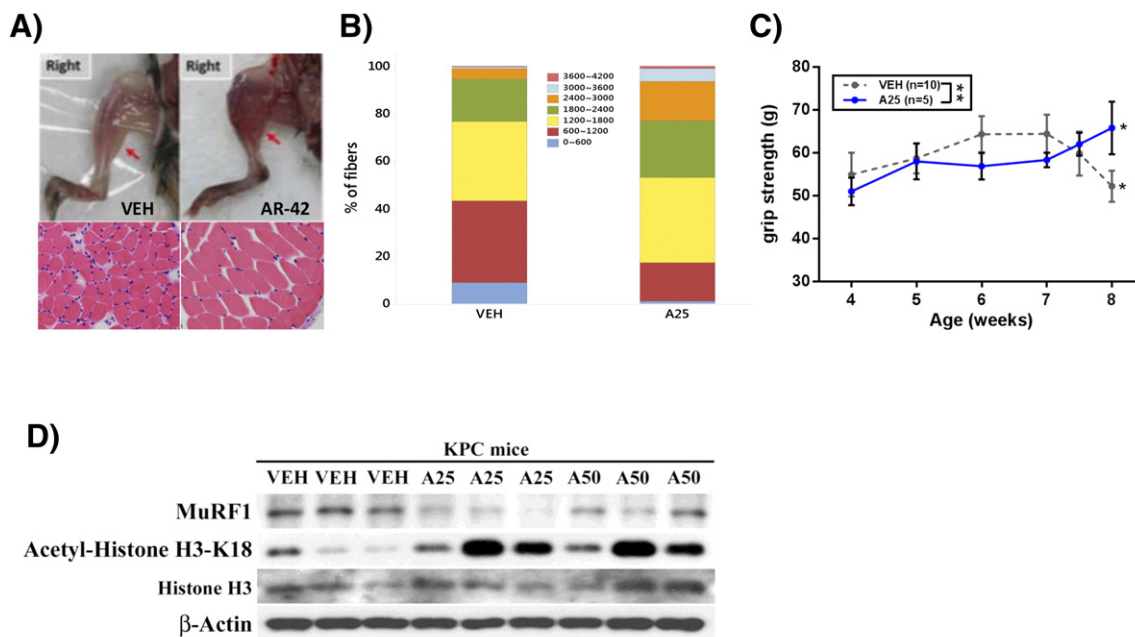 A)
Right
Right
VEH
AR-42
B)
100
80
60
40
20
0
% of fibers
3600~4200
3000~3600
2400~3000
1800~2400
1200~1800
600~1200
0~600
VEH
A25
C)
80
70
60
50
40
30
grip strength (g)
VEH (n=10)
A25 (n=5)
**
*
*
4 5 6 7 8
Age (weeks)
D)
KPC mice
VEH VEH VEH A25 A25 A25 A50 A50 A50
MuRF1
Acetyl-Histone H3-K18
Histone H3
β-Actin